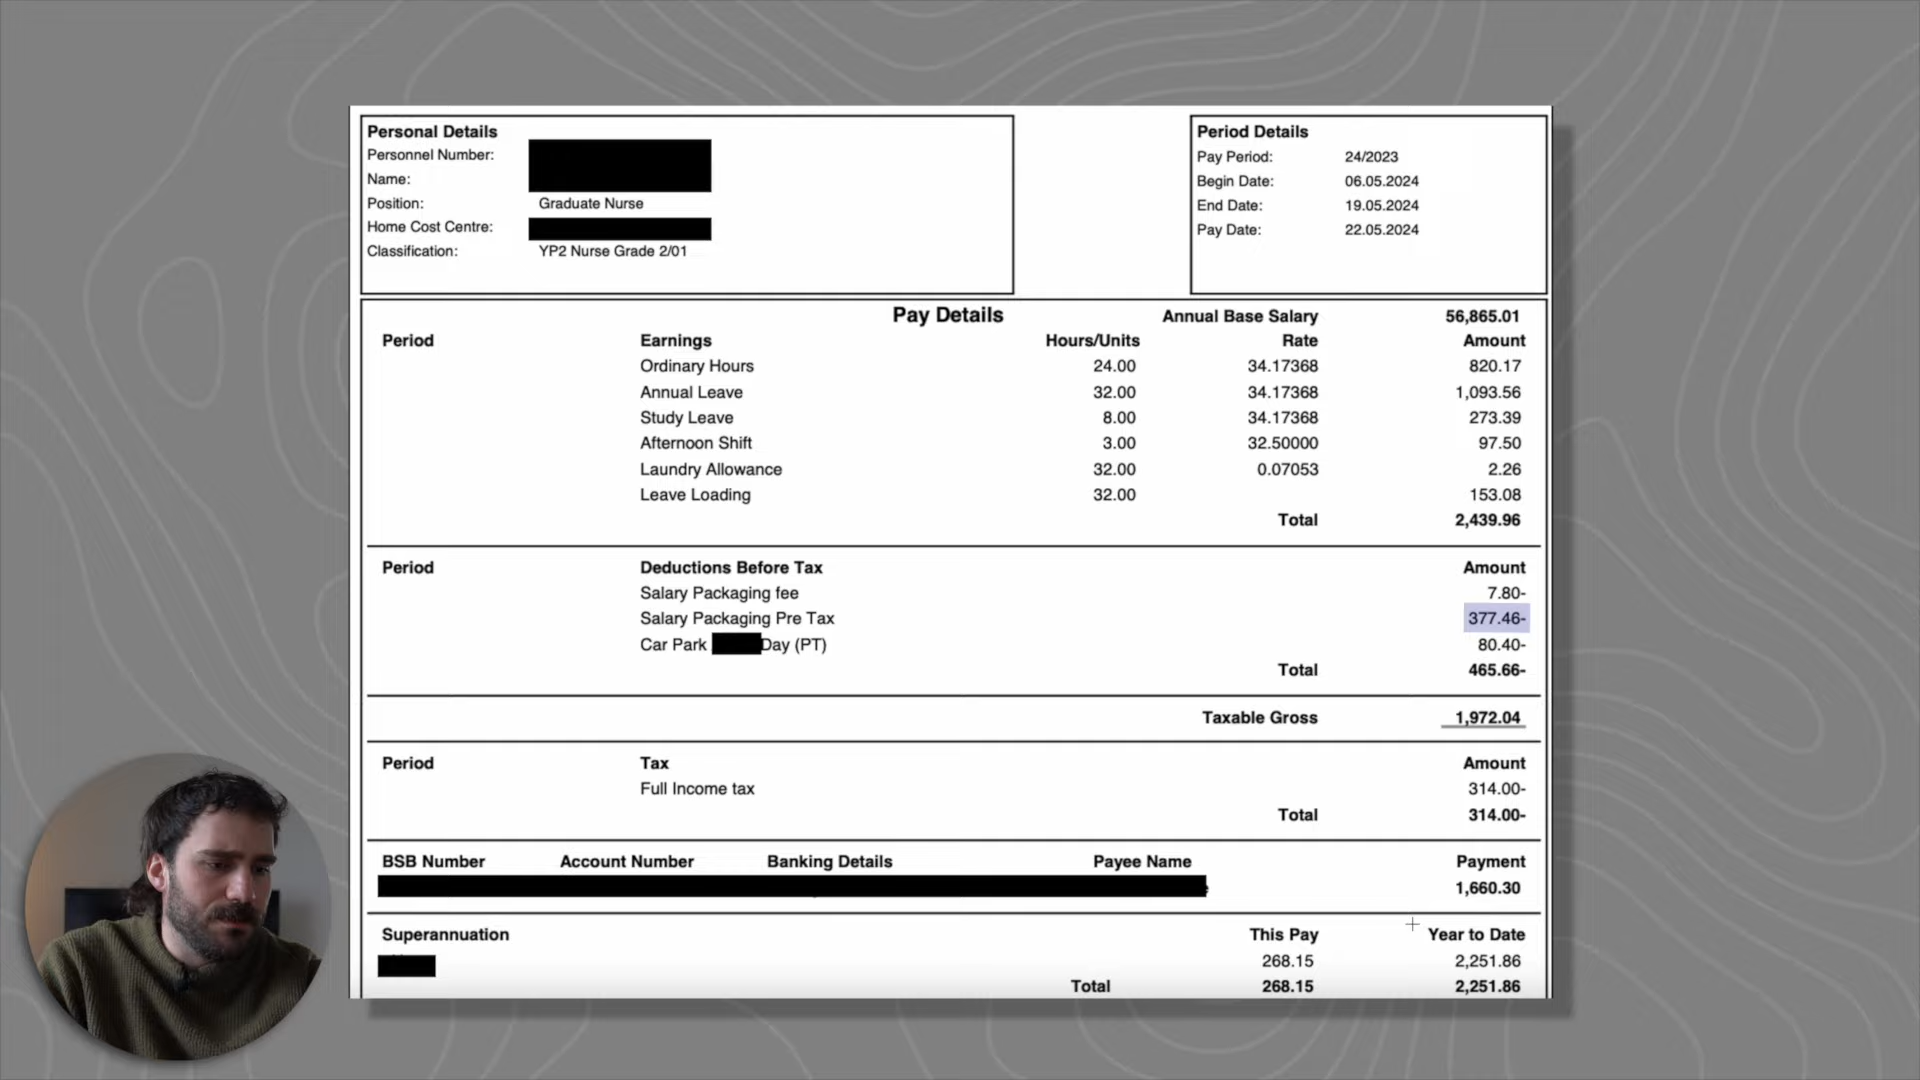 Personal Details
Personnel Number:
Name:
Position: Graduate Nurse
Home Cost Centre:
Classification: YP2 Nurse Grade 2/01
Period Details
Pay Period: 24/2023
Begin Date: 06.05.2024
End Date: 19.05.2024
Pay Date: 22.05.2024
Pay Details Annual Base Salary 56,865.01
Period Earnings Hours/Units Rate Amount
Ordinary Hours 24.00 34.17368 820.17
Annual Leave 32.00 34.17368 1,093.56
Study Leave 8.00 34.17368 273.39
Afternoon Shift 3.00 32.50000 97.50
Laundry Allowance 32.00 0.07053 2.26
Leave Loading 32.00 153.08
Total 2,439.96
Period Deductions Before Tax Amount
Salary Packaging fee 7.80-
Salary Packaging Pre Tax 377.46-
Car Park Day (PT) 80.40-
Total 465.66-
Taxable Gross 1,972.04
Period Tax Amount
Full Income tax 314.00-
Total 314.00-
BSB Number Account Number Banking Details Payee Name Payment
1,660.30
Superannuation This Pay Year to Date
268.15 2,251.86
Total 268.15 2,251.86